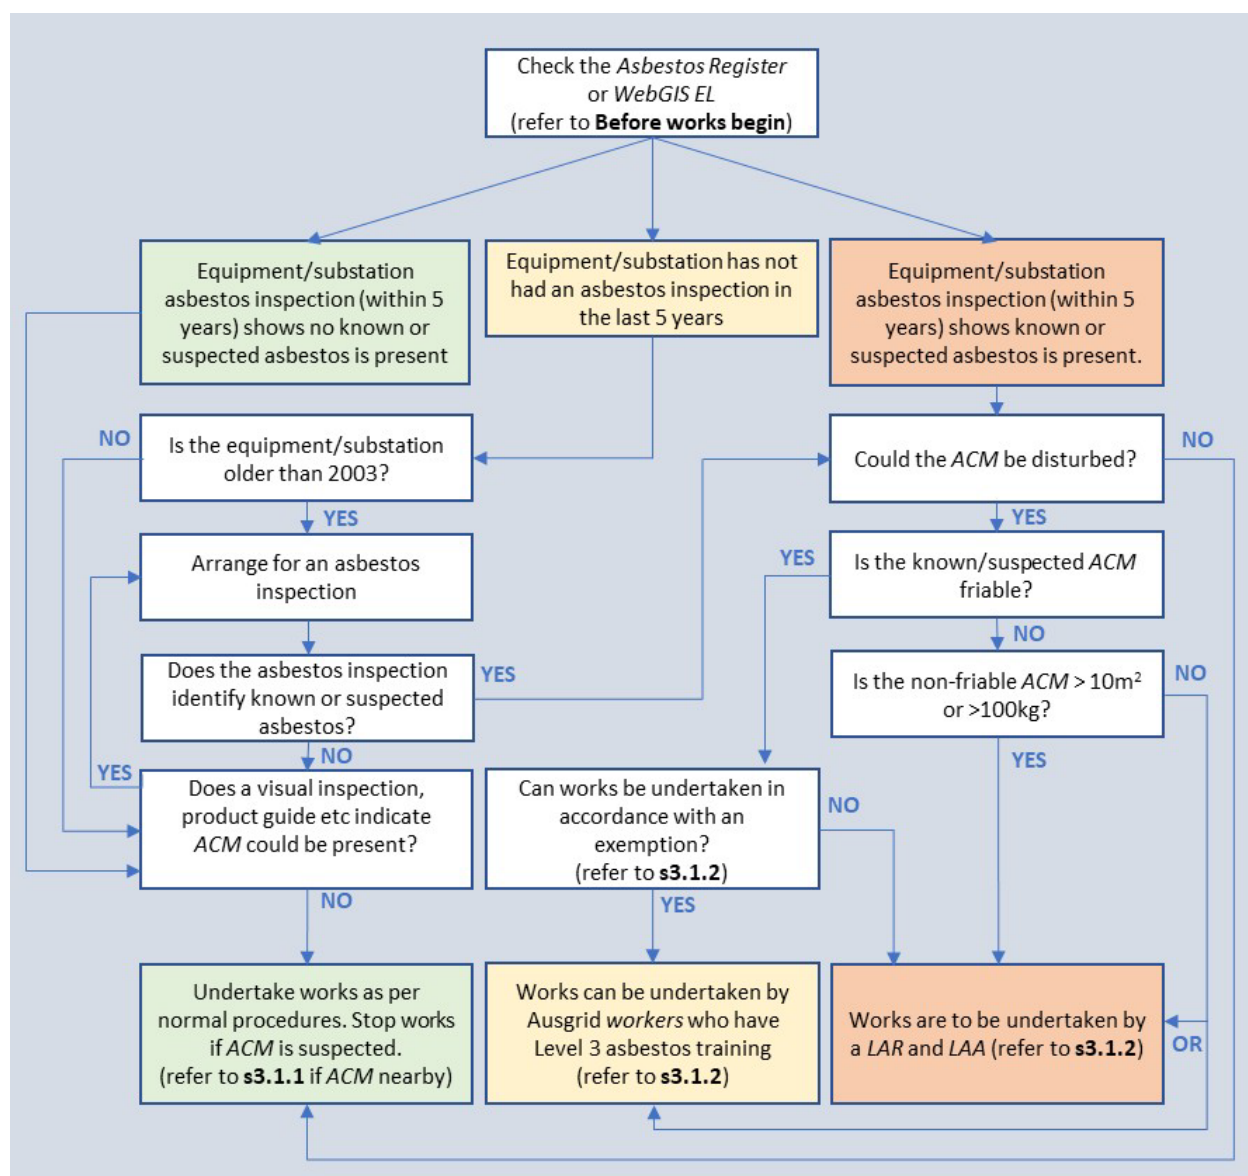 Check the Asbestos Register
or WebGIS EL
(refer to Before works begin)
Equipment/substation
asbestos inspection (within 5
years) shows no known or
suspected asbestos is present
Equipment/substation has not
had an asbestos inspection in
the last 5 years
Equipment/substation
asbestos inspection (within 5
years) shows known or
suspected asbestos is present.
NO
Is the equipment/substation
older than 2003?
YES
Could the ACM be disturbed?
NO
YES
Arrange for an asbestos
inspection
YES
Is the known/suspected ACM
friable?
NO
Does the asbestos inspection
identify known or suspected
asbestos?
YES
NO
Is the non-friable ACM > 10m²
or >100kg?
NO
YES
YES
Does a visual inspection,
product guide etc indicate
ACM could be present?
NO
Can works be undertaken in
accordance with an
exemption?
(refer to s3.1.2)
NO
YES
Undertake works as per
normal procedures. Stop works
if ACM is suspected.
(refer to s3.1.1 if ACM nearby)
Works can be undertaken by
Ausgrid workers who have
Level 3 asbestos training
(refer to s3.1.2)
Works are to be undertaken by
a LAR and LAA (refer to s3.1.2)
OR